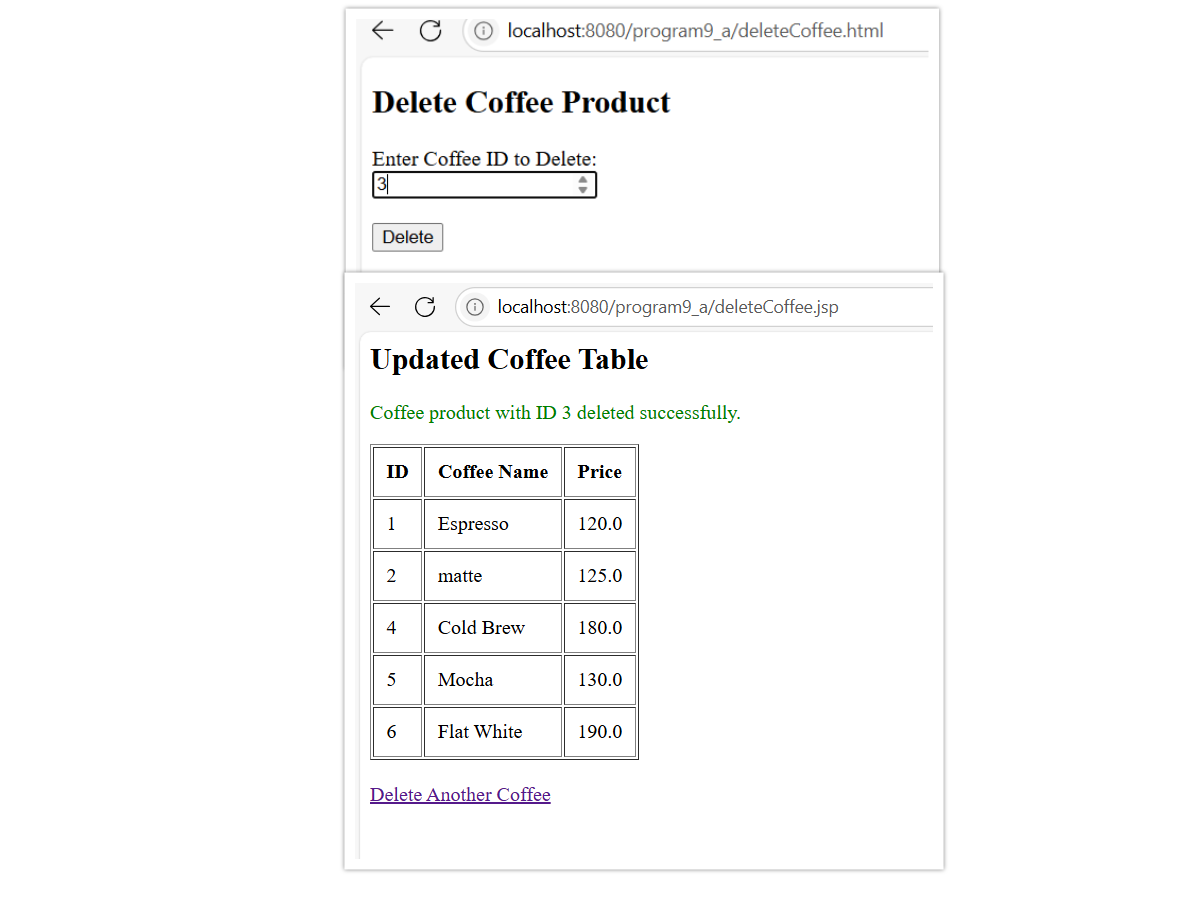 localhost:8080/program9_a/deleteCoffee.html
Delete Coffee Product
Enter Coffee ID to Delete:
3
Delete
localhost:8080/program9_a/deleteCoffee.jsp
Updated Coffee Table
Coffee product with ID 3 deleted successfully.
ID Coffee Name Price
1 Espresso 120.0
2 matte 125.0
4 Cold Brew 180.0
5 Mocha 130.0
6 Flat White 190.0
Delete Another Coffee